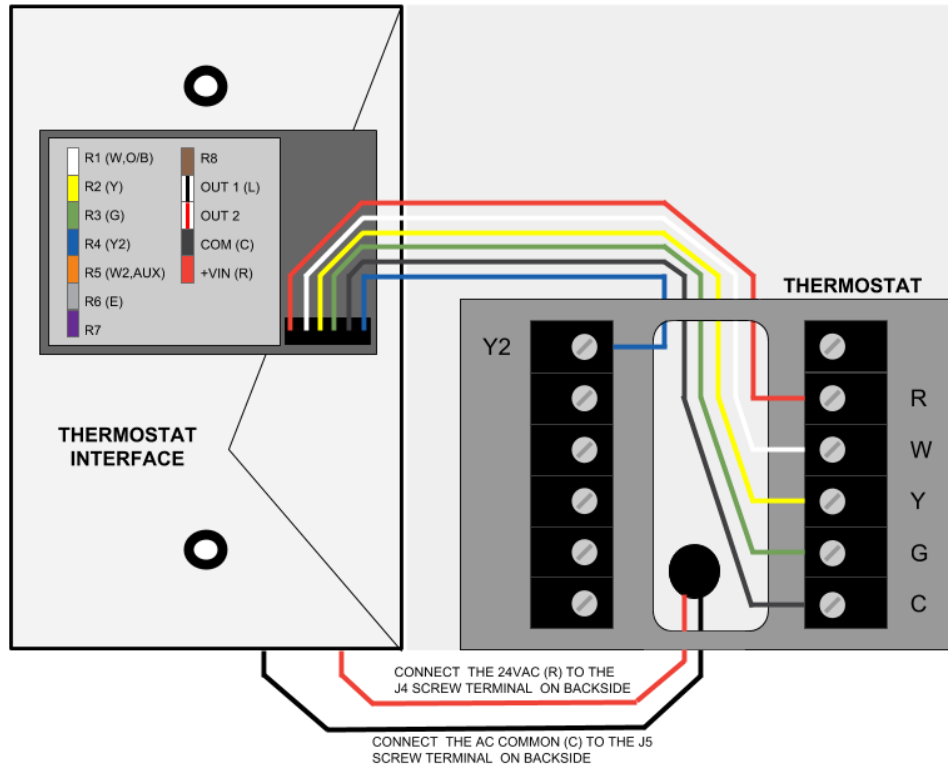 R1 (W,O/B)
R2 (Y)
R3 (G)
R4 (Y2)
R5 (W2,AUX)
R6 (E)
R7
R8
OUT 1 (L)
OUT 2
COM (C)
+VIN (R)
THERMOSTAT
INTERFACE
THERMOSTAT
Y2
R
W
Y
G
C
CONNECT THE 24VAC (R) TO THE
J4 SCREW TERMINAL ON BACKSIDE
CONNECT THE AC COMMON (C) TO THE J5
SCREW TERMINAL ON BACKSIDE